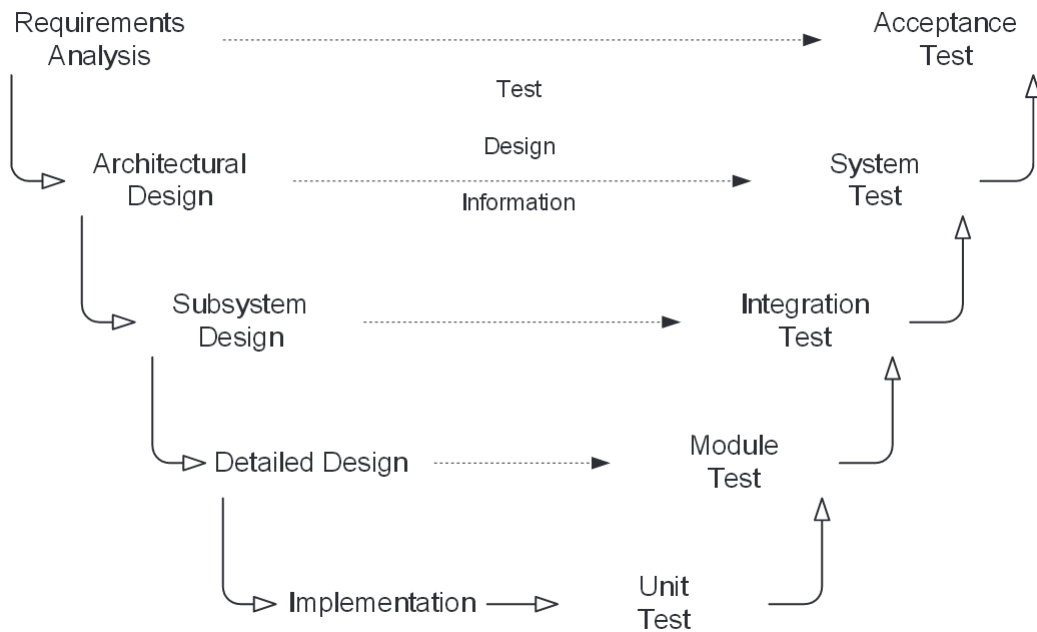 Requirements
Analysis
Acceptance
Test
Test
Design
Information
Architectural
Design
System
Test
Subsystem
Design
Integration
Test
Detailed Design
Module
Test
Implementation
Unit
Test